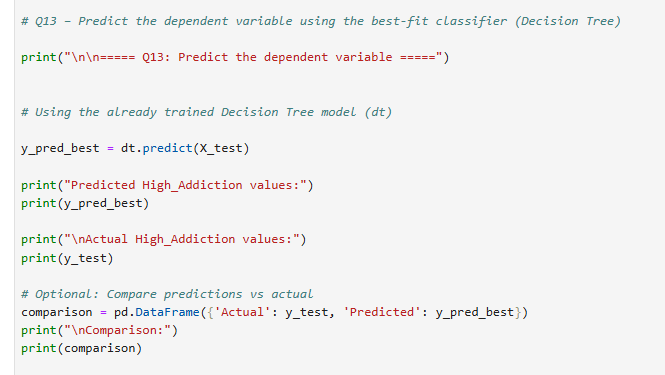 # Q13 – Predict the dependent variable using the best-fit classifier (Decision Tree)
print("\n\n===== Q13: Predict the dependent variable =====")
# Using the already trained Decision Tree model (dt)
y_pred_best = dt.predict(X_test)
print("Predicted High_Addiction values:")
print(y_pred_best)
print("\nActual High_Addiction values:")
print(y_test)
# Optional: Compare predictions vs actual
comparison = pd.DataFrame({'Actual': y_test, 'Predicted': y_pred_best})
print("\nComparison:")
print(comparison)